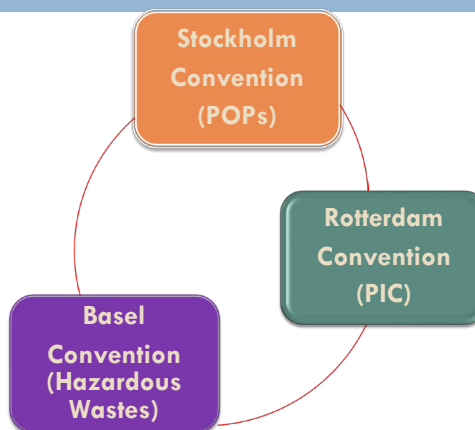 Stockholm
Convention
(POPs)
Rotterdam
Convention
(PIC)
Basel
Convention
(Hazardous
Wastes)